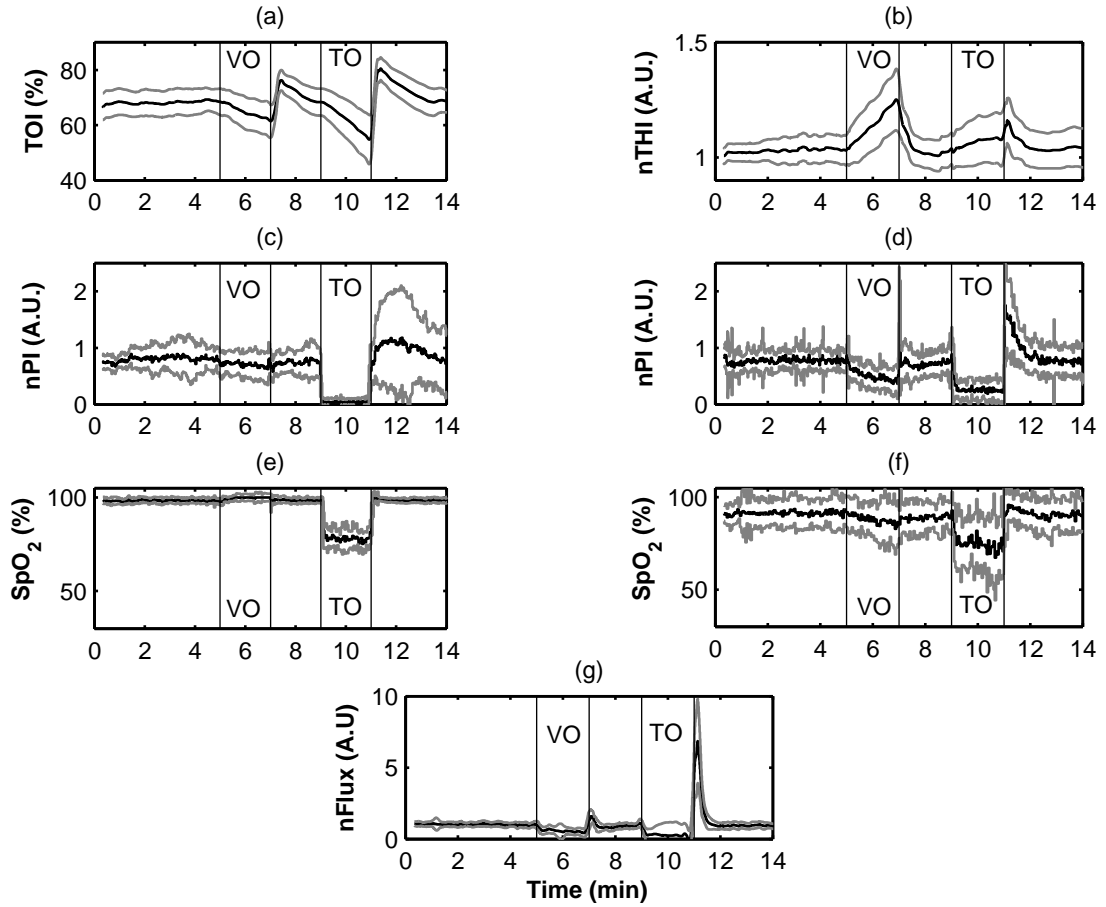 (a)
TOI (%)
80
60
40
VO
TO
0 2 4 6 8 10 12 14
(b)
nTHI (A.U.)
1.5
1
VO
TO
0 2 4 6 8 10 12 14
(c)
nPI (A.U.)
2
1
0
VO
TO
0 2 4 6 8 10 12 14
(d)
nPI (A.U.)
2
1
0
VO
TO
0 2 4 6 8 10 12 14
(e)
SpO2 (%)
100
50
VO
TO
0 2 4 6 8 10 12 14
(f)
SpO2 (%)
100
50
VO
TO
0 2 4 6 8 10 12 14
(g)
nFlux (A.U)
10
5
0
VO
TO
0 2 4 6 8 10 12 14
Time (min)